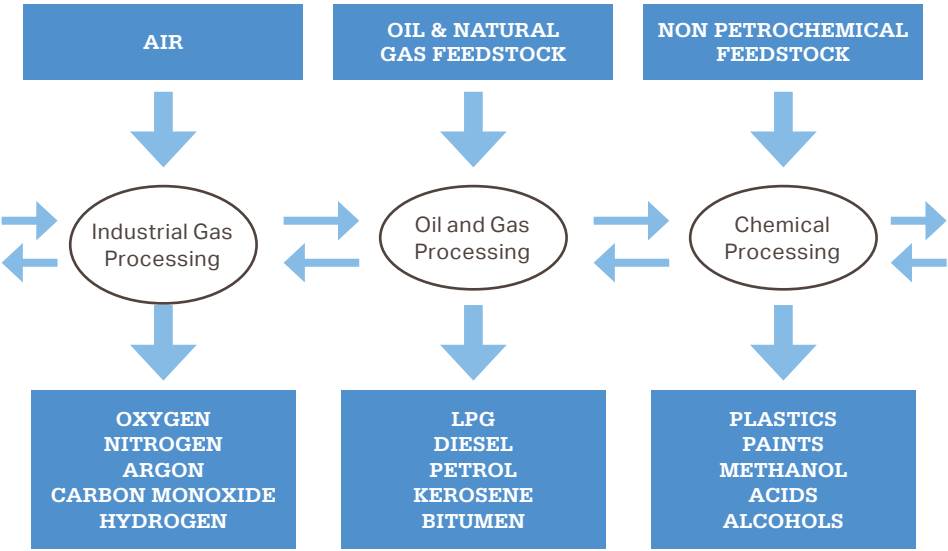 AIR
OIL & NATURAL
GAS FEEDSTOCK
NON PETROCHEMICAL
FEEDSTOCK
Industrial Gas
Processing
Oil and Gas
Processing
Chemical
Processing
OXYGEN
NITROGEN
ARGON
CARBON MONOXIDE
HYDROGEN
LPG
DIESEL
PETROL
KEROSENE
BITUMEN
PLASTICS
PAINTS
METHANOL
ACIDS
ALCOHOLS